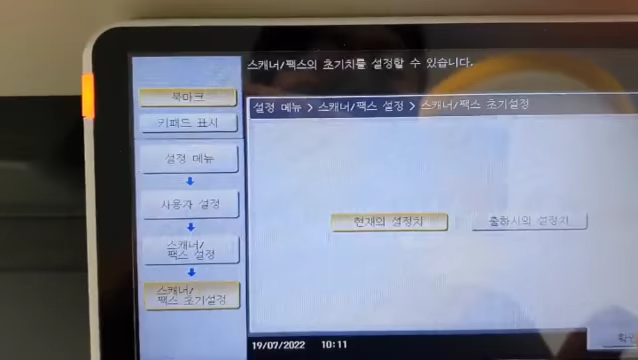 스캐너/팩스의 초기치를 설정할 수 있습니다.
북마크
키패드 표시
설정 메뉴 > 스캐너/팩스 설정 > 스캐너/팩스 초기설정
설정 메뉴
사용자 설정
스캐너/
팩스 설정
스캐너/
팩스 초기설정
현재의 설정치
출하시의 설정치
19/07/2022 10:11